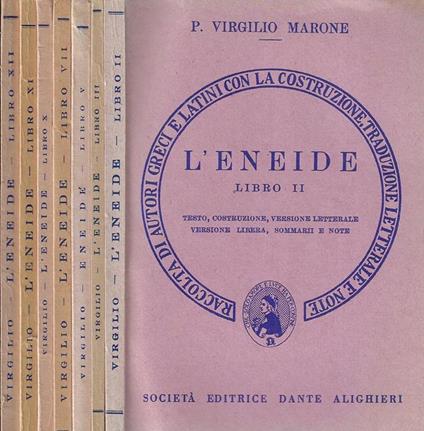 VIRGILIO — L'ENEIDE — LIBRO XII
VIRGILIO — L'ENEIDE — LIBRO XI
VIRGILIO — L'ENEIDE — LIBRO X
VIRGILIO — L'ENEIDE — LIBRO VII
VIRGILIO — ENEIDE — LIBRO V
VIRGILIO — L'ENEIDE — LIBRO III
VIRGILIO — L'ENEIDE — LIBRO II
P. VIRGILIO MARONE
RACCOLTA DI AUTORI GRECI E LATINI CON LA COSTRUZIONE, TRADUZIONE LETTERALE E NOTE
L'ENEIDE
LIBRO II
TESTO, COSTRUZIONE, VERSIONE LETTERALE
VERSIONE LIBERA, SOMMARII E NOTE
SOCIETÀ EDITRICE DANTE ALIGHIERI